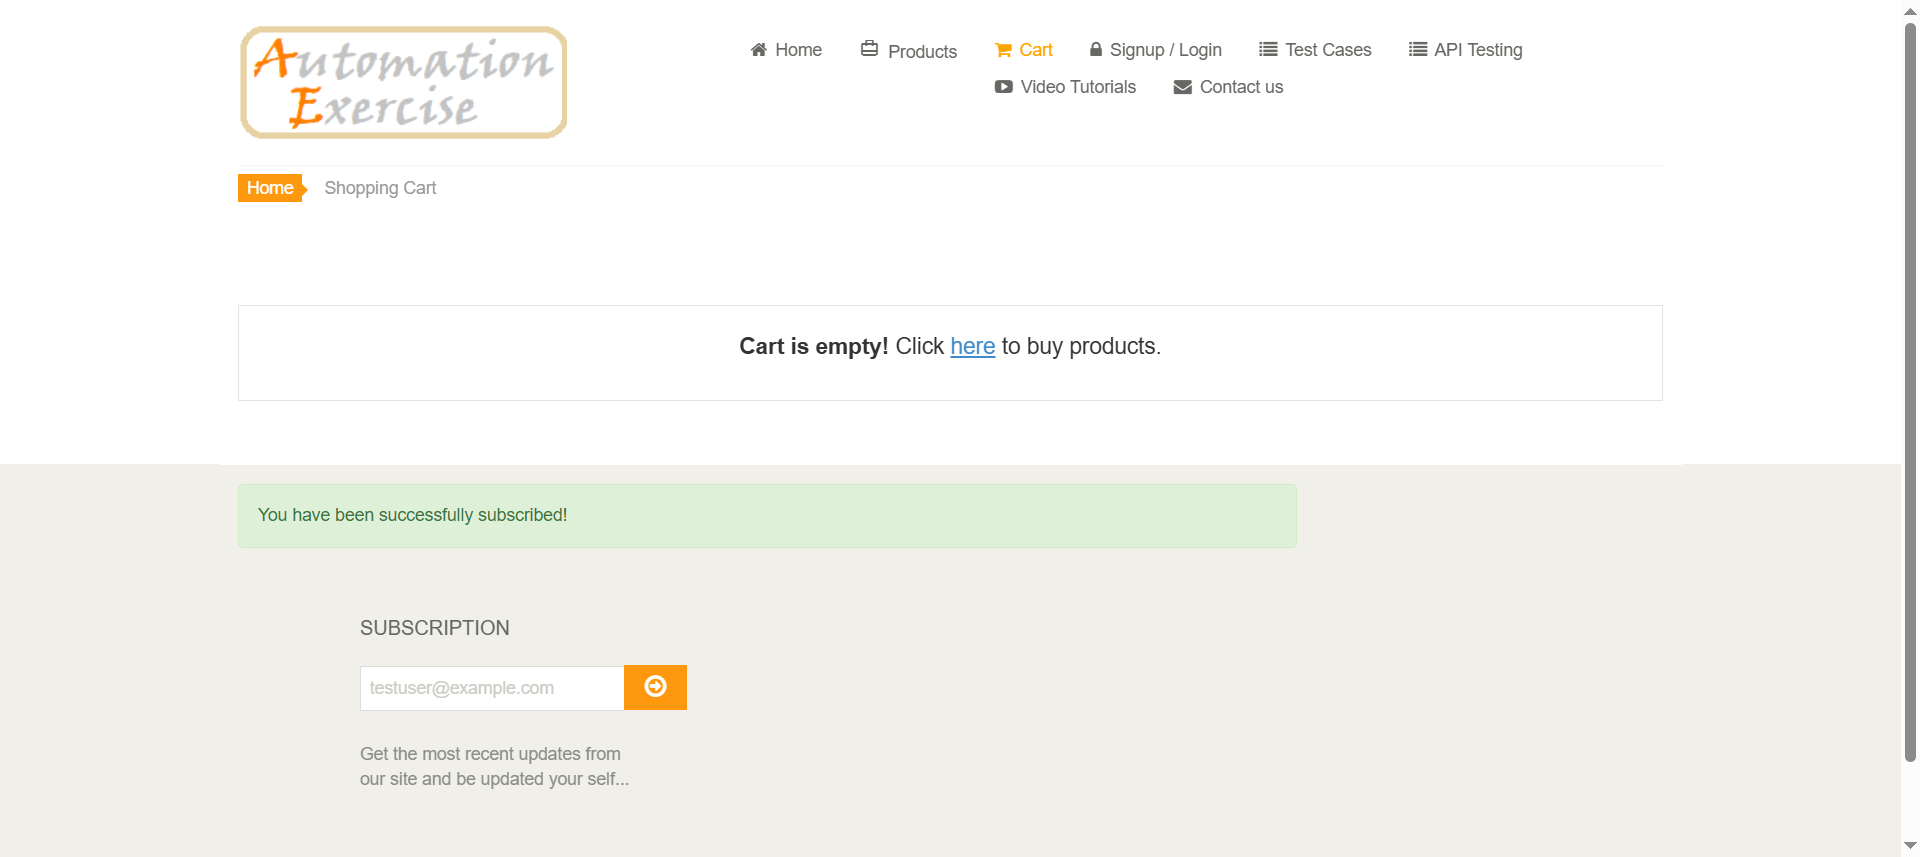 Automation
Exercise
Home Products Cart Signup / Login Test Cases API Testing
Video Tutorials Contact us
Home Shopping Cart
Cart is empty! Click here to buy products.
You have been successfully subscribed!
SUBSCRIPTION
testuser@example.com
Get the most recent updates from
our site and be updated your self...